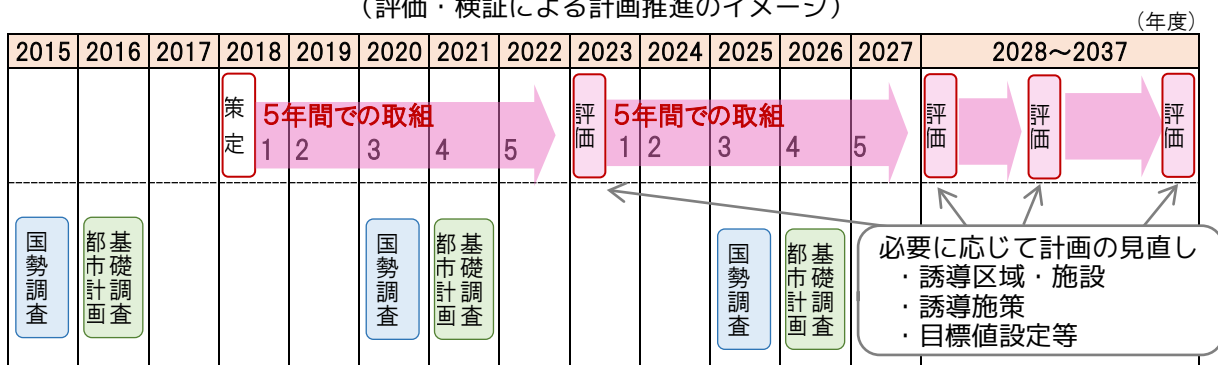 （評価・検証による計画推進のイメージ）
（年度）
2015 2016 2017 2018 2019 2020 2021 2022 2023 2024 2025 2026 2027 2028～2037
策定
5年間での取組
1 2 3 4 5
評価
5年間での取組
1 2 3 4 5
評価
評価
評価
国勢調査
都市計画
基礎調査
国勢調査
都市計画
基礎調査
国勢調査
都市計画
基礎調査
必要に応じて計画の見直し
・誘導区域・施設
・誘導施策
・目標値設定等